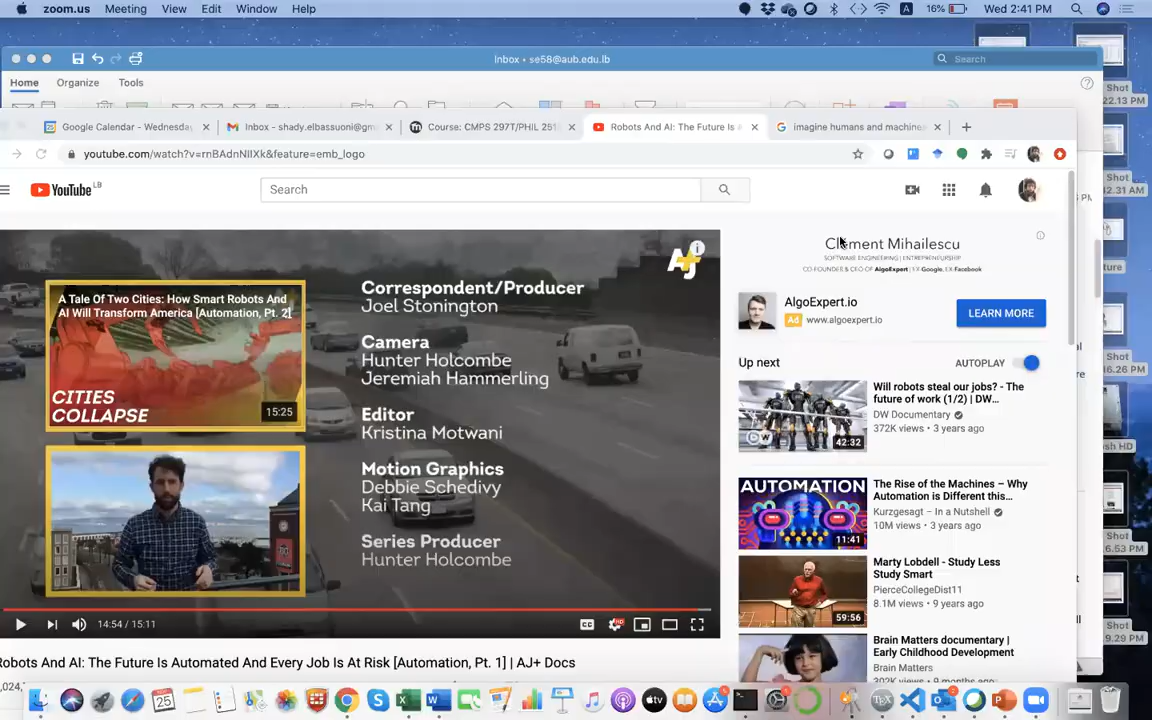 zoom.us Meeting View Edit Window Help
16% Wed 2:41 PM
Inbox • se58@aub.edu.lb
Search
Home Organize Tools
Shot
Google Calendar - Wednesday
Inbox - shady.elbassuoni@gm
Course: CMPS 297T/PHIL 251
Robots And AI: The Future Is A
imagine humans and machine
youtube.com/watch?v=rnBAdnNIIXk&feature=emb_logo
YouTube LB
Search
A Tale Of Two Cities: How Smart Robots And
AI Will Transform America [Automation, Pt. 2]
CITIES
COLLAPSE
15:25
Correspondent/Producer
Joel Stonington
Camera
Hunter Holcombe
Jeremiah Hammerling
Editor
Kristina Motwani
Motion Graphics
Debbie Schedivy
Kai Tang
Series Producer
Hunter Holcombe
14:54 / 15:11
Robots And AI: The Future Is Automated And Every Job Is At Risk [Automation, Pt. 1] | AJ+ Docs
Clement Mihailescu
SOFTWARE ENGINEERING | ENTREPRENEURSHIP
CO-FOUNDER & CEO OF AlgoExpert | EX-Google, EX-Facebook
AlgoExpert.io
Ad www.algoexpert.io
LEARN MORE
Up next
AUTOPLAY
Will robots steal our jobs? - The
future of work (1/2) | DW...
DW Documentary
372K views • 3 years ago
42:32
AUTOMATION
The Rise of the Machines – Why
Automation is Different this...
Kurzgesagt – In a Nutshell
10M views • 3 years ago
11:41
Marty Lobdell - Study Less
Study Smart
PierceCollegeDist11
8.1M views • 9 years ago
59:56
Brain Matters documentary |
Early Childhood Development
Brain Matters